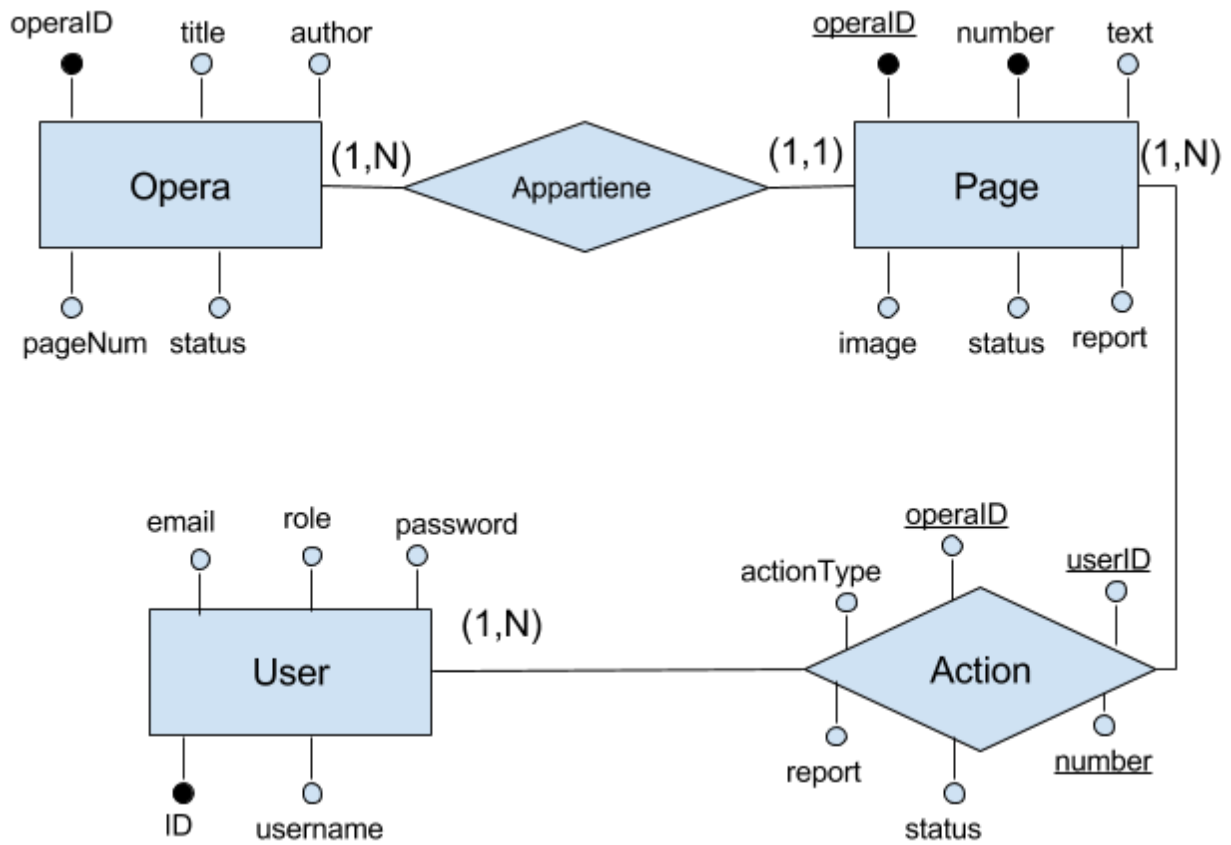 operaID title author
operaID number text
(1,N) (1,1) (1,N)
Opera Appartiene Page
pageNum status
image status report
email role password
operaID
actionType userID
(1,N)
User Action
report number
ID username status